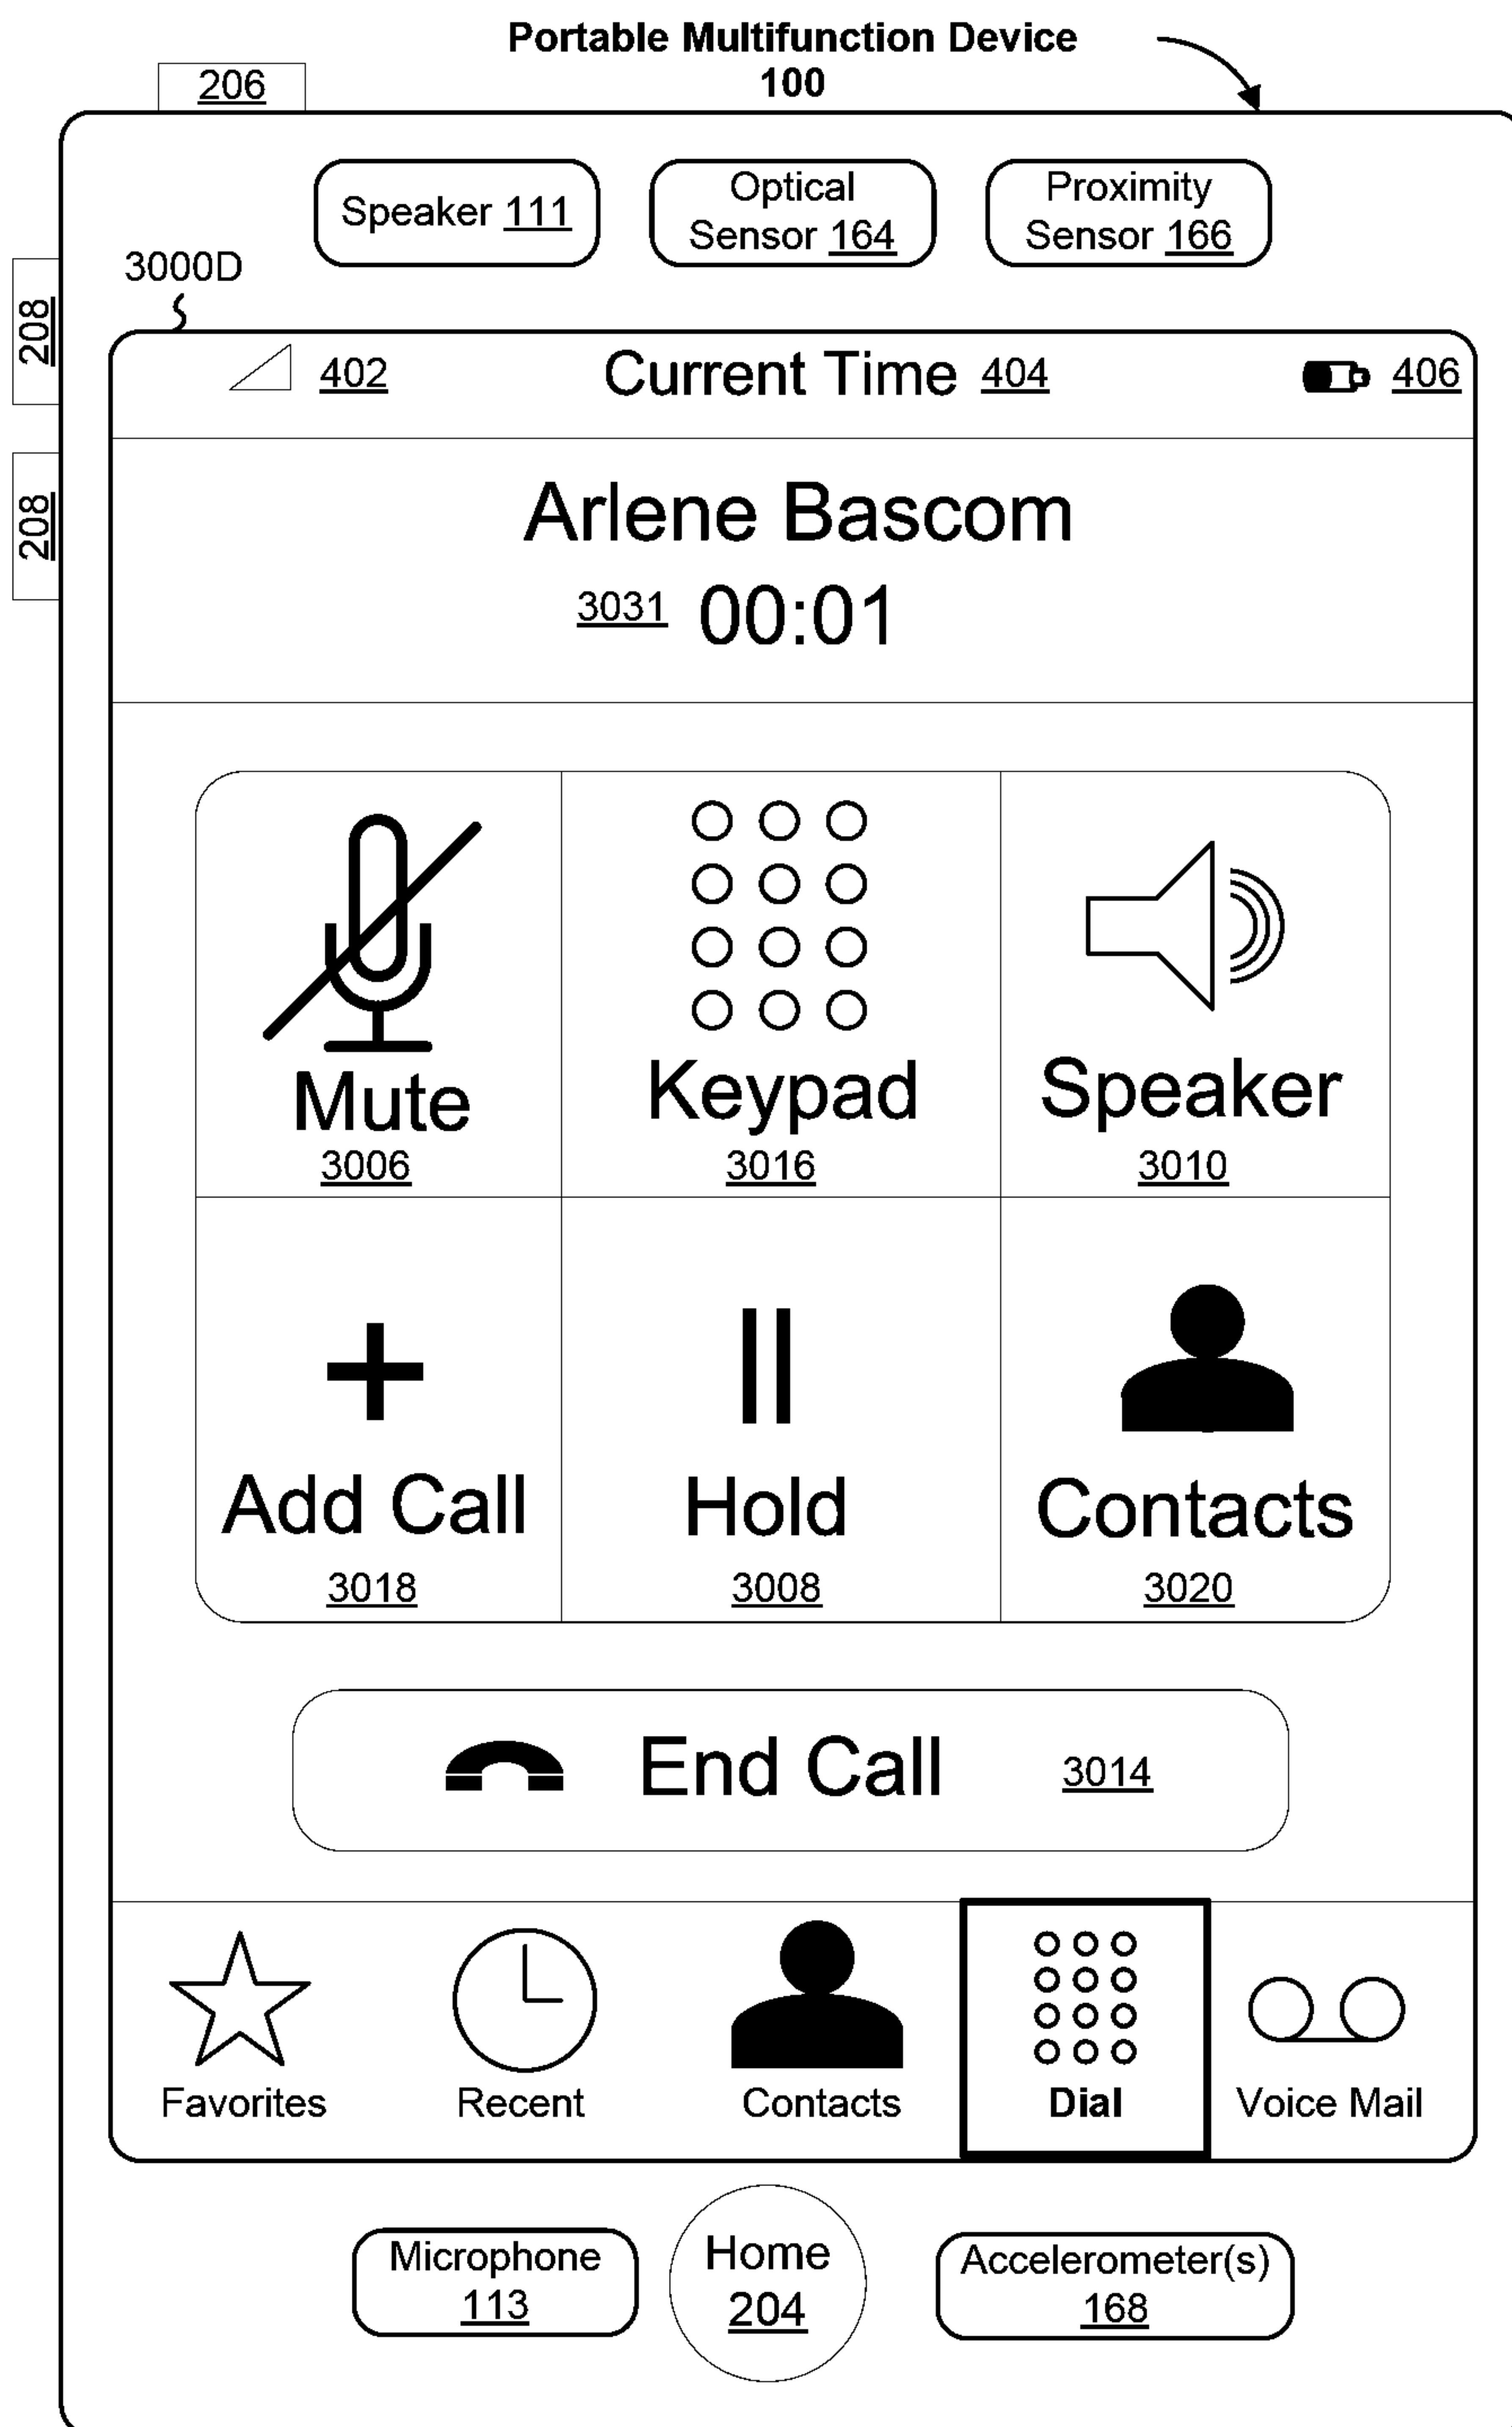 Portable Multifunction Device
100
206
Speaker 111
Optical
Sensor 164
Proximity
Sensor 166
3000D
208
208
402
Current Time 404
406
Arlene Bascom
3031 00:01
Mute
3006
Keypad
3016
Speaker
3010
Add Call
3018
Hold
3008
Contacts
3020
End Call 3014
Favorites
Recent
Contacts
Dial
Voice Mail
Microphone
113
Home
204
Accelerometer(s)
168